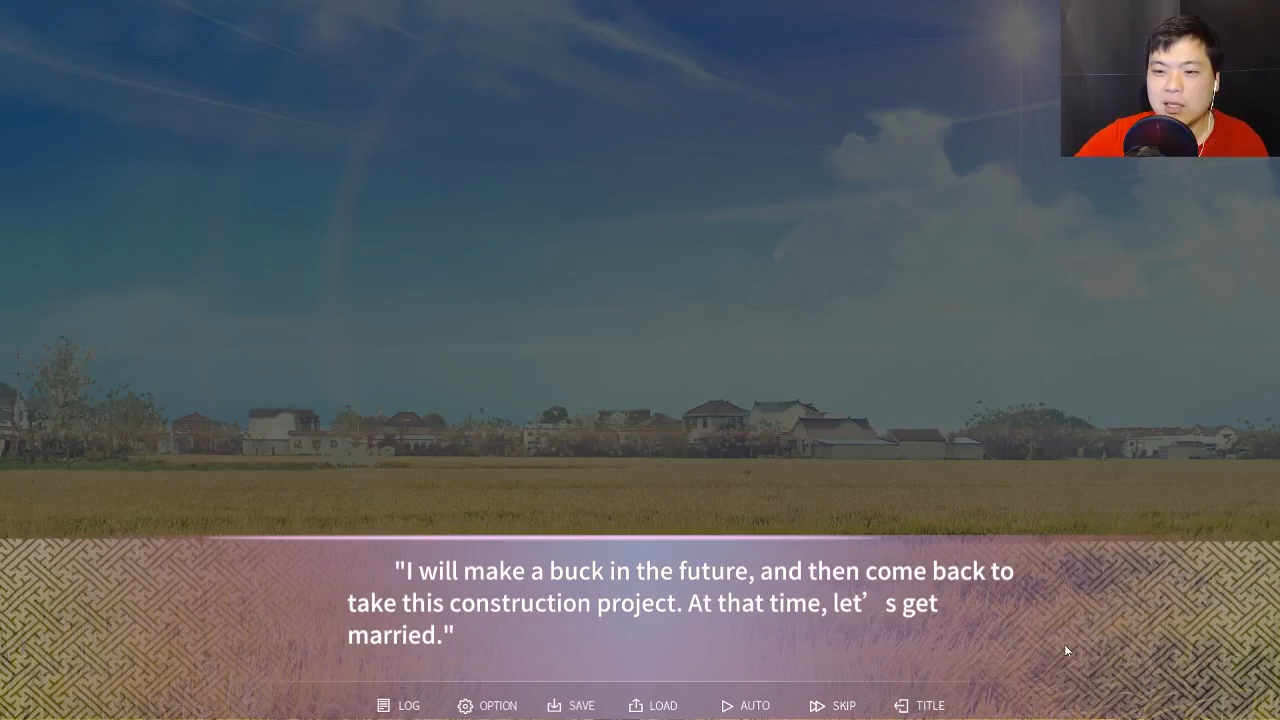 "I will make a buck in the future, and then come back to
take this construction project. At that time, let’s get
married."
LOG OPTION SAVE LOAD AUTO SKIP TITLE